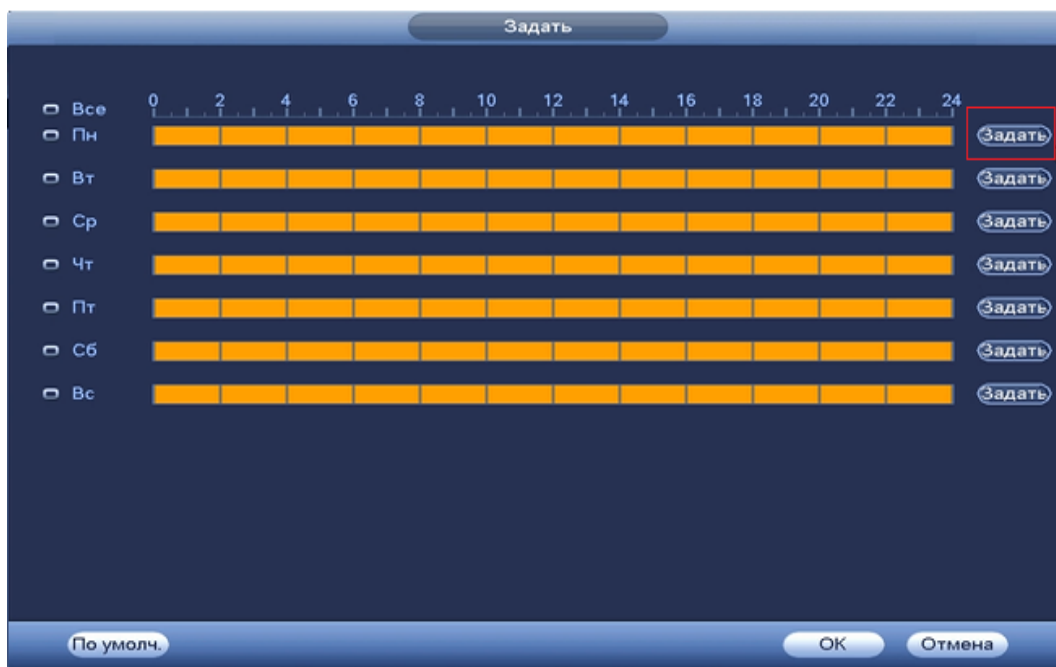 Задать
Все 0 2 4 6 8 10 12 14 16 18 20 22 24
Пн Задать
Вт Задать
Ср Задать
Чт Задать
Пт Задать
Сб Задать
Вс Задать
По умолч. OK Отмена